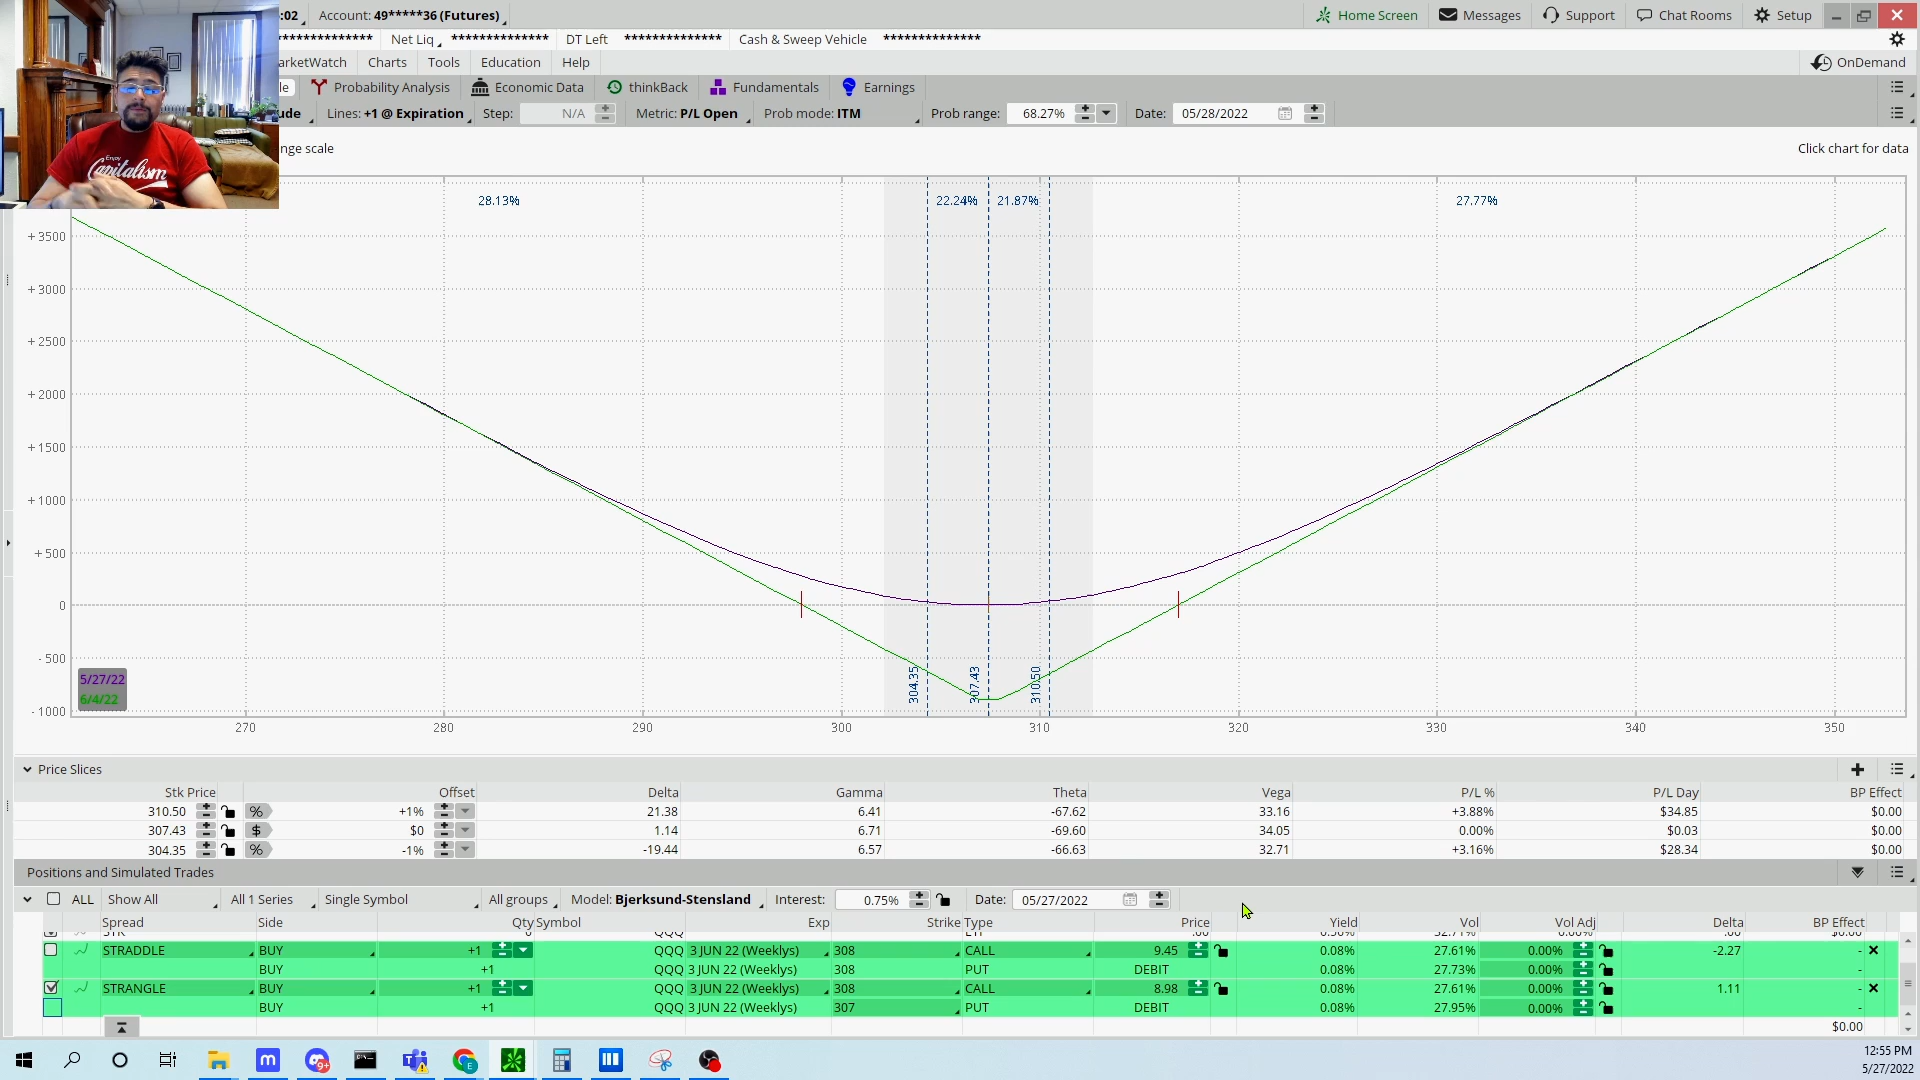 :02 Account: 49*****36 (Futures) Home Screen Messages Support Chat Rooms Setup
************** Net Liq ************** DT Left ************** Cash & Sweep Vehicle **************
arketWatch Charts Tools Education Help OnDemand
le Probability Analysis Economic Data thinkBack Fundamentals Earnings
ude Lines: +1 @ Expiration Step: N/A Metric: P/L Open Prob mode: ITM Prob range: 68.27% Date: 05/28/2022
nge scale Click chart for data
Enjoy
Capitalism
28.13% 22.24% 21.87% 27.77%
+3500
+3000
+2500
+2000
+1500
+1000
+500
0
-500
-1000
304.35 307.43 310.50
5/27/22
6/4/22
270 280 290 300 310 320 330 340 350
Price Slices
Stk Price Offset Delta Gamma Theta Vega P/L % P/L Day BP Effect
310.50 % +1% 21.38 6.41 -67.62 33.16 +3.88% $34.85 $0.00
307.43 $ $0 1.14 6.71 -69.60 34.05 0.00% $0.03 $0.00
304.35 % -1% -19.44 6.57 -66.63 32.71 +3.16% $28.34 $0.00
Positions and Simulated Trades
ALL Show All All 1 Series Single Symbol All groups Model: Bjerksund-Stensland Interest: 0.75% Date: 05/27/2022
Spread Side Qty Symbol Exp Strike Type Price Yield Vol Vol Adj Delta BP Effect
STRADDLE BUY +1 QQQ 3 JUN 22 (Weeklys) 308 CALL 9.45 0.08% 27.61% 0.00% -2.27 -
BUY +1 QQQ 3 JUN 22 (Weeklys) 308 PUT DEBIT 0.08% 27.73% 0.00% -
STRANGLE BUY +1 QQQ 3 JUN 22 (Weeklys) 308 CALL 8.98 0.08% 27.61% 0.00% 1.11 -
BUY +1 QQQ 3 JUN 22 (Weeklys) 307 PUT DEBIT 0.08% 27.95% 0.00% -
$0.00
m 9+
12:55 PM
5/27/2022